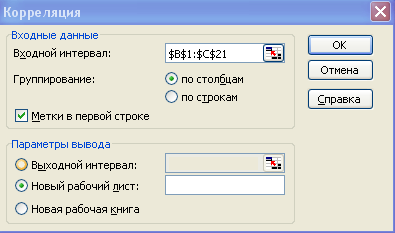 Корреляция
Входные данные
Входной интервал: $B$1:$C$21
Группирование: по столбцам
по строкам
Метки в первой строке
Параметры вывода
Выходной интервал:
Новый рабочий лист:
Новая рабочая книга
ОК
Отмена
Справка